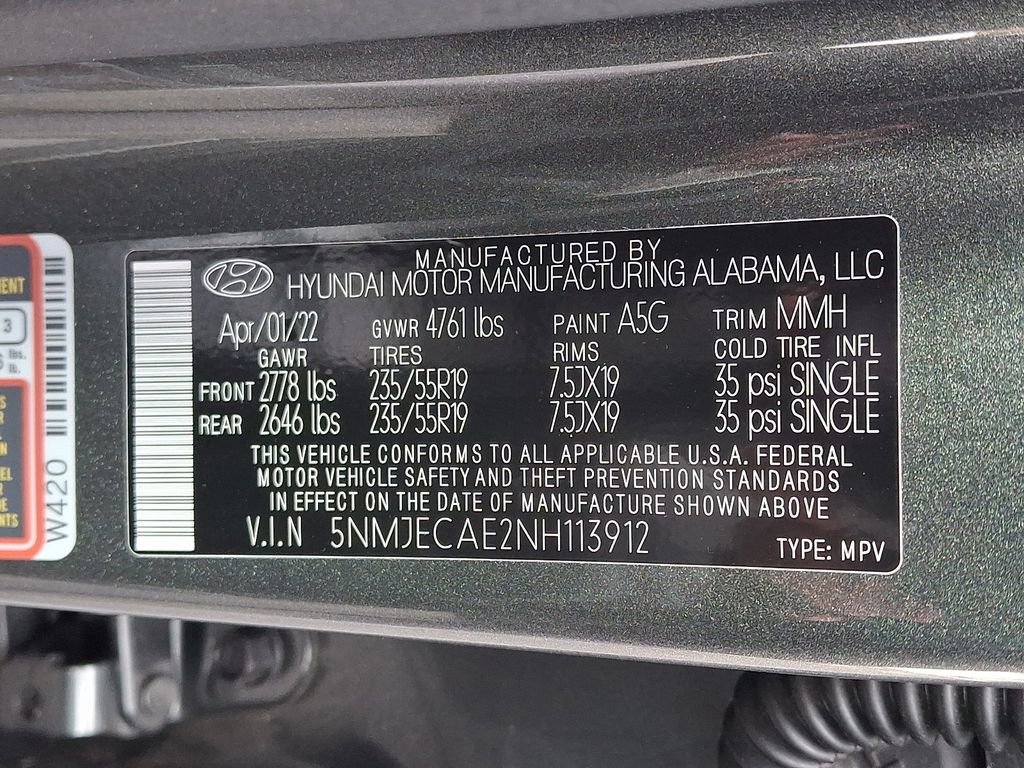 MANUFACTURED BY
HYUNDAI MOTOR MANUFACTURING ALABAMA, LLC
Apr/01/22 GVWR 4761 lbs PAINT A5G TRIM MMH
GAWR TIRES RIMS COLD TIRE INFL
FRONT 2778 lbs 235/55R19 7.5JX19 35 psi SINGLE
REAR 2646 lbs 235/55R19 7.5JX19 35 psi SINGLE
THIS VEHICLE CONFORMS TO ALL APPLICABLE U.S.A. FEDERAL
MOTOR VEHICLE SAFETY AND THEFT PREVENTION STANDARDS
IN EFFECT ON THE DATE OF MANUFACTURE SHOWN ABOVE
V.I.N 5NMJECAE2NH113912
TYPE: MPV
W420
3
lbs.